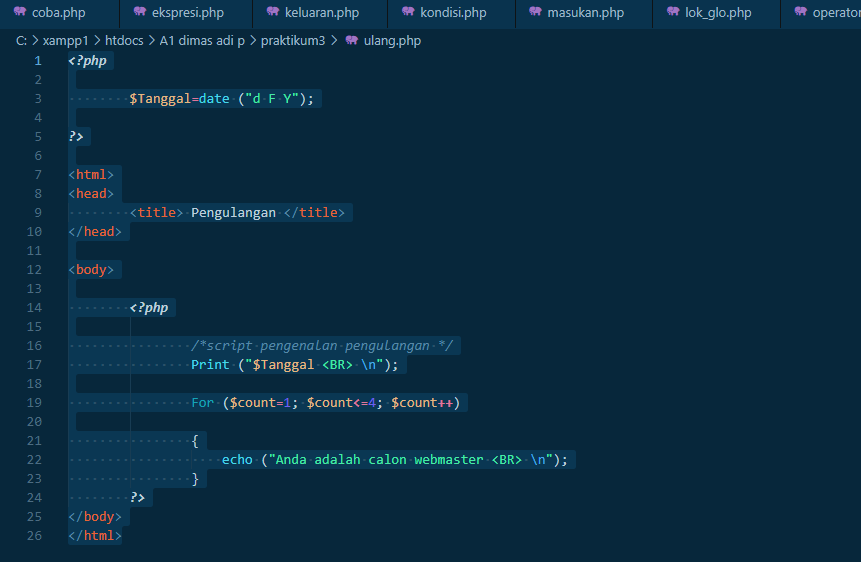 coba.php ekspresi.php keluaran.php kondisi.php masukan.php lok_glo.php operator
C: > xampp1 > htdocs > A1 dimas adi p > praktikum3 > ulang.php
1 <?php
2
3 $Tanggal=date ("d F Y");
4
5 ?>
6
7 <html>
8 <head>
9 <title> Pengulangan </title>
10 </head>
11
12 <body>
13
14 <?php
15
16 /*script pengenalan pengulangan */
17 Print ("$Tanggal <BR> \n");
18
19 For ($count=1; $count<=4; $count++)
20
21 {
22 echo ("Anda adalah calon webmaster <BR> \n");
23 }
24 ?>
25 </body>
26 </html>